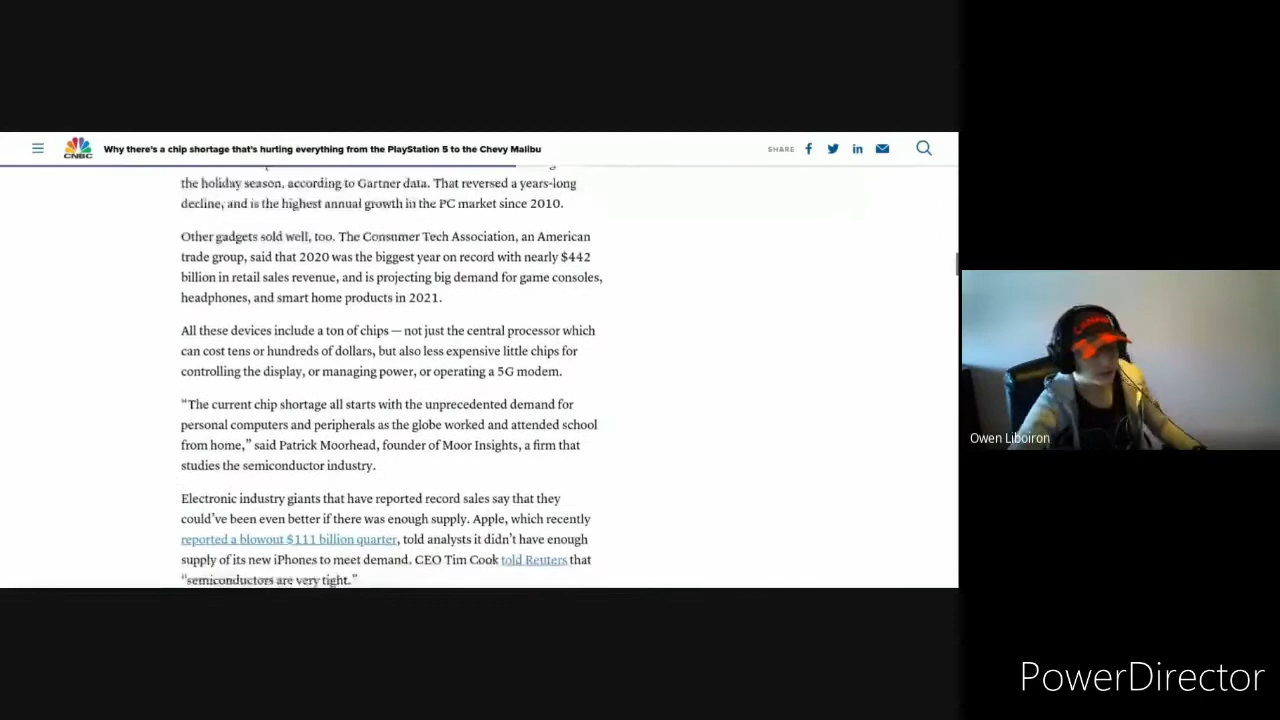 CNBC
Why there's a chip shortage that's hurting everything from the PlayStation 5 to the Chevy Malibu
SHARE
the holiday season, according to Gartner data. That reversed a years-long
decline, and is the highest annual growth in the PC market since 2010.
Other gadgets sold well, too. The Consumer Tech Association, an American
trade group, said that 2020 was the biggest year on record with nearly $442
billion in retail sales revenue, and is projecting big demand for game consoles,
headphones, and smart home products in 2021.
All these devices include a ton of chips — not just the central processor which
can cost tens or hundreds of dollars, but also less expensive little chips for
controlling the display, or managing power, or operating a 5G modem.
“The current chip shortage all starts with the unprecedented demand for
personal computers and peripherals as the globe worked and attended school
from home,” said Patrick Moorhead, founder of Moor Insights, a firm that
studies the semiconductor industry.
Electronic industry giants that have reported record sales say that they
could’ve been even better if there was enough supply. Apple, which recently
reported a blowout $111 billion quarter, told analysts it didn’t have enough
supply of its new iPhones to meet demand. CEO Tim Cook told Reuters that
“semiconductors are very tight.”
Owen Liboiron
PowerDirector